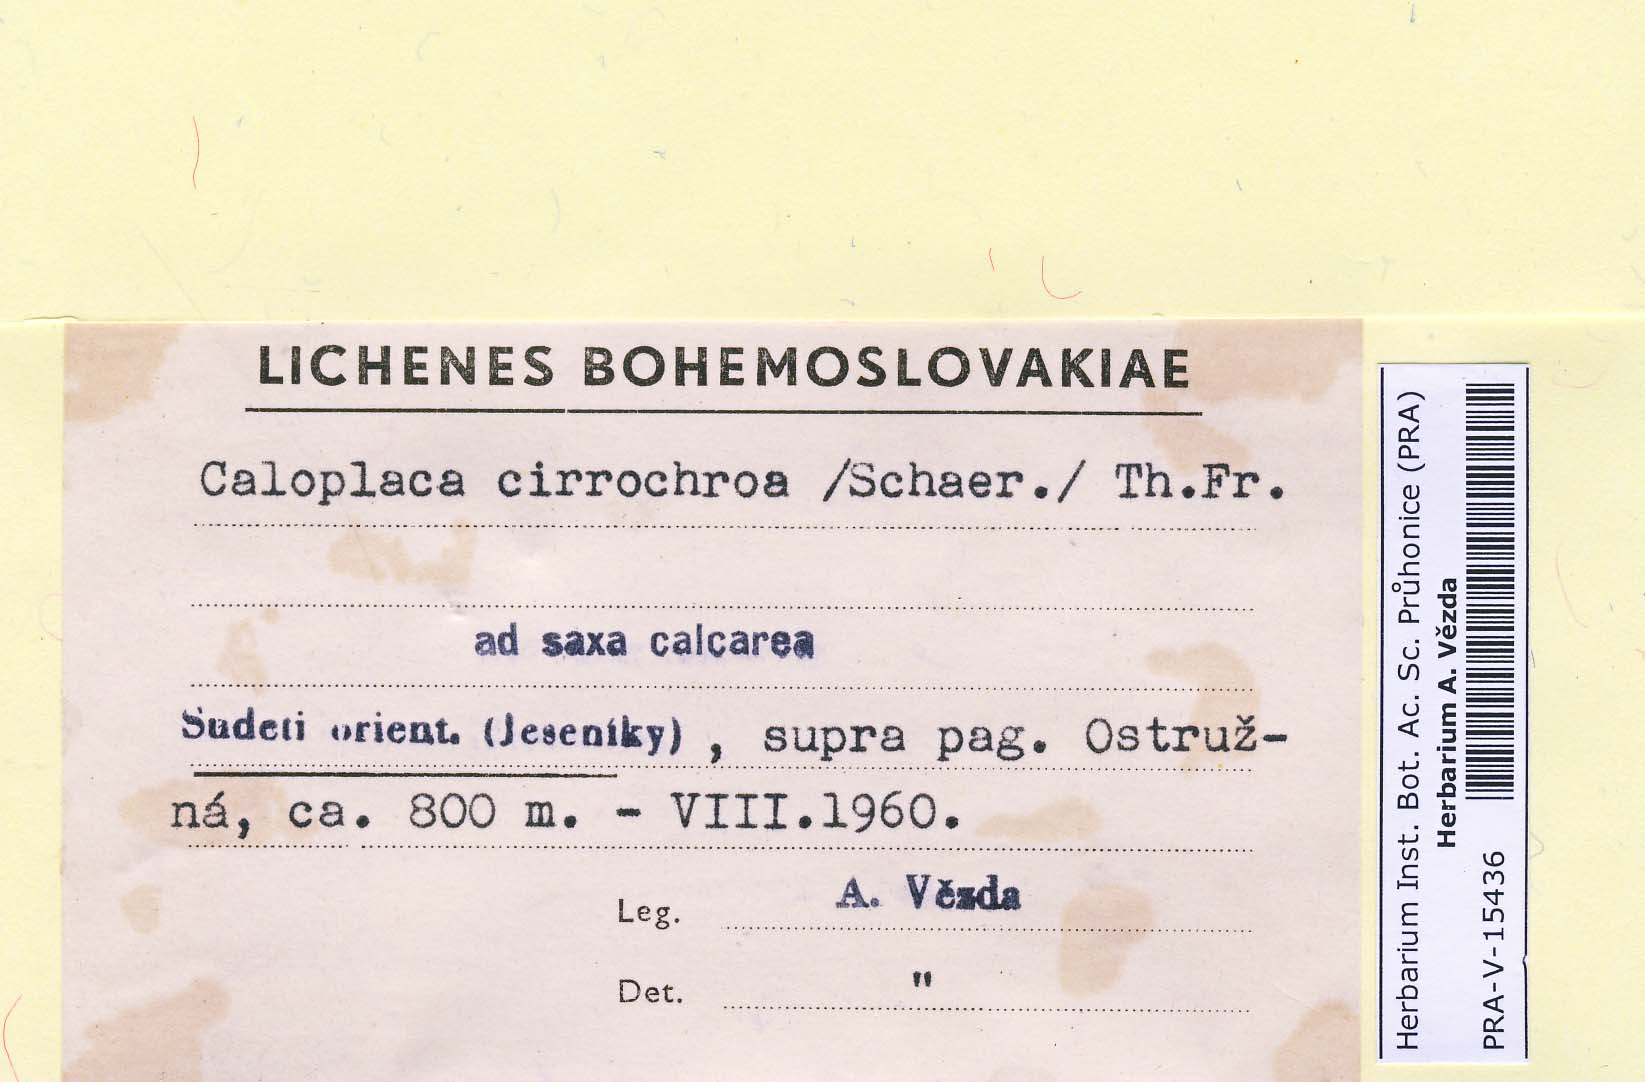 LICHENES BOHEMOSLOVAKIAE
Caloplaca cirrochroa /Schaer./ Th.Fr.
ad saxa calcarea
Sudeti orient. (Jeseníky) , supra pag. Ostruž-
ná, ca. 800 m. - VIII.1960.
Leg. A. Vězda
Det. "
Herbarium Inst. Bot. Ac. Sc. Průhonice (PRA)
Herbarium A. Vězda
PRA-V-15436